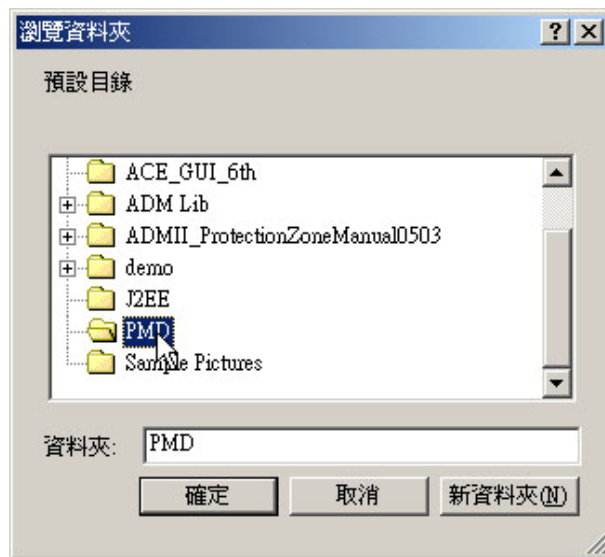 瀏覽資料夾
預設目錄
ACE_GUI_6th
ADM Lib
ADMII_ProtectionZoneManual0503
demo
J2EE
PMD
Sample Pictures
資料夾: PMD
確定 取消 新資料夾(N)